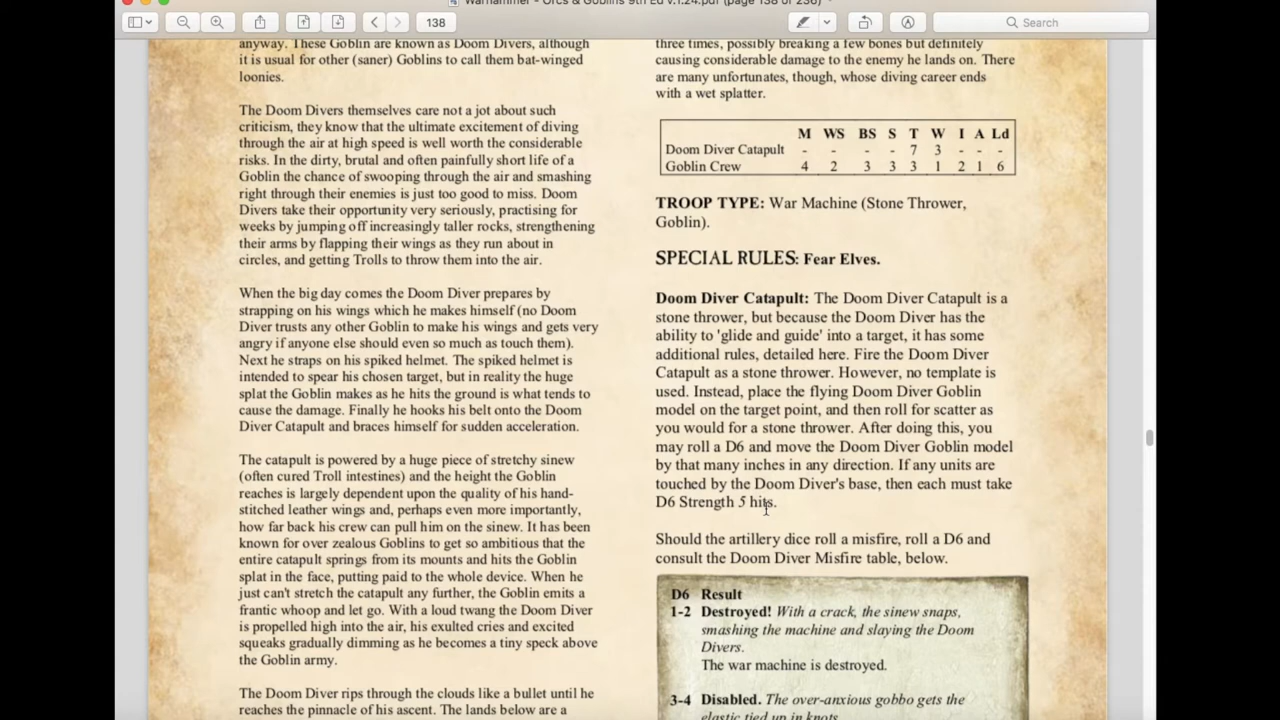 Warhammer - Orcs & Goblins 9th Ed v.1.24.pdf (page 138 of 236)
138
Search
anyway. These Goblin are known as Doom Divers, although
it is usual for other (saner) Goblins to call them bat-winged
loonies.
The Doom Divers themselves care not a jot about such
criticism, they know that the ultimate excitement of diving
through the air at high speed is well worth the considerable
risks. In the dirty, brutal and often painfully short life of a
Goblin the chance of swooping through the air and smashing
right through their enemies is just too good to miss. Doom
Divers take their opportunity very seriously, practising for
weeks by jumping off increasingly taller rocks, strengthening
their arms by flapping their wings as they run about in
circles, and getting Trolls to throw them into the air.
When the big day comes the Doom Diver prepares by
strapping on his wings which he makes himself (no Doom
Diver trusts any other Goblin to make his wings and gets very
angry if anyone else should even so much as touch them).
Next he straps on his spiked helmet. The spiked helmet is
intended to spear his chosen target, but in reality the huge
splat the Goblin makes as he hits the ground is what tends to
cause the damage. Finally he hooks his belt onto the Doom
Diver Catapult and braces himself for sudden acceleration.
The catapult is powered by a huge piece of stretchy sinew
(often cured Troll intestines) and the height the Goblin
reaches is largely dependent upon the quality of his hand-
stitched leather wings and, perhaps even more importantly,
how far back his crew can pull him on the sinew. It has been
known for over zealous Goblins to get so ambitious that the
entire catapult springs from its mounts and hits the Goblin
splat in the face, putting paid to the whole device. When he
just can't stretch the catapult any further, the Goblin emits a
frantic whoop and let go. With a loud twang the Doom Diver
is propelled high into the air, his exulted cries and excited
squeaks gradually dimming as he becomes a tiny speck above
the Goblin army.
The Doom Diver rips through the clouds like a bullet until he
reaches the pinnacle of his ascent. The lands below are a
three times, possibly breaking a few bones but definitely
causing considerable damage to the enemy he lands on. There
are many unfortunates, though, whose diving career ends
with a wet splatter.
M WS BS S T W I A Ld
Doom Diver Catapult - - - - 7 3 - - -
Goblin Crew 4 2 3 3 3 1 2 1 6
TROOP TYPE: War Machine (Stone Thrower,
Goblin).
SPECIAL RULES: Fear Elves.
Doom Diver Catapult: The Doom Diver Catapult is a
stone thrower, but because the Doom Diver has the
ability to 'glide and guide' into a target, it has some
additional rules, detailed here. Fire the Doom Diver
Catapult as a stone thrower. However, no template is
used. Instead, place the flying Doom Diver Goblin
model on the target point, and then roll for scatter as
you would for a stone thrower. After doing this, you
may roll a D6 and move the Doom Diver Goblin model
by that many inches in any direction. If any units are
touched by the Doom Diver's base, then each must take
D6 Strength 5 hits.
Should the artillery dice roll a misfire, roll a D6 and
consult the Doom Diver Misfire table, below.
D6 Result
1-2 Destroyed! With a crack, the sinew snaps,
smashing the machine and slaying the Doom
Divers.
The war machine is destroyed.
3-4 Disabled. The over-anxious gobbo gets the
elastic tied up in knots.